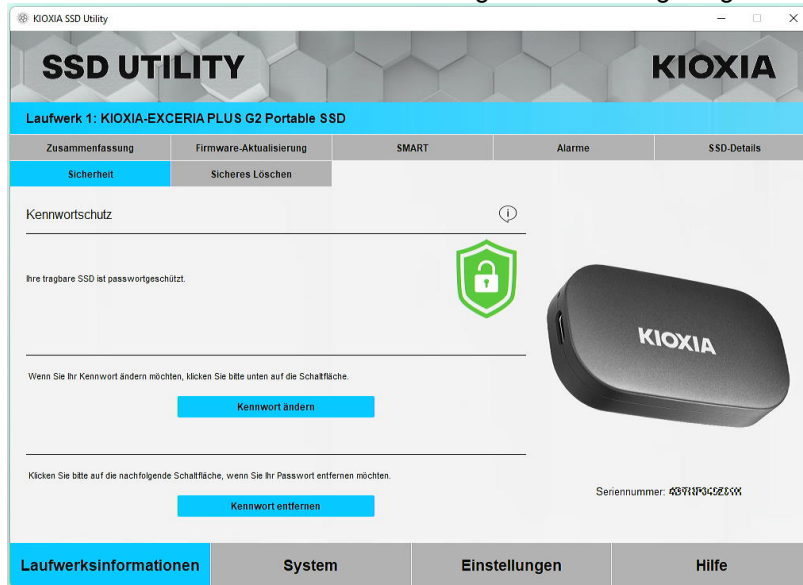 KIOXIA SSD Utility
SSD UTILITY
KIOXIA
Laufwerk 1: KIOXIA-EXCERIA PLUS G2 Portable SSD
Zusammenfassung Firmware-Aktualisierung SMART Alarme SSD-Details
Sicherheit Sicheres Löschen
Kennwortschutz
Ihre tragbare SSD ist passwortgeschützt.
KIOXIA
Wenn Sie Ihr Kennwort ändern möchten, klicken Sie bitte unten auf die Schaltfläche.
Kennwort ändern
Klicken Sie bitte auf die nachfolgende Schaltfläche, wenn Sie Ihr Passwort entfernen möchten.
Kennwort entfernen
Seriennummer:
Laufwerksinformationen System Einstellungen Hilfe